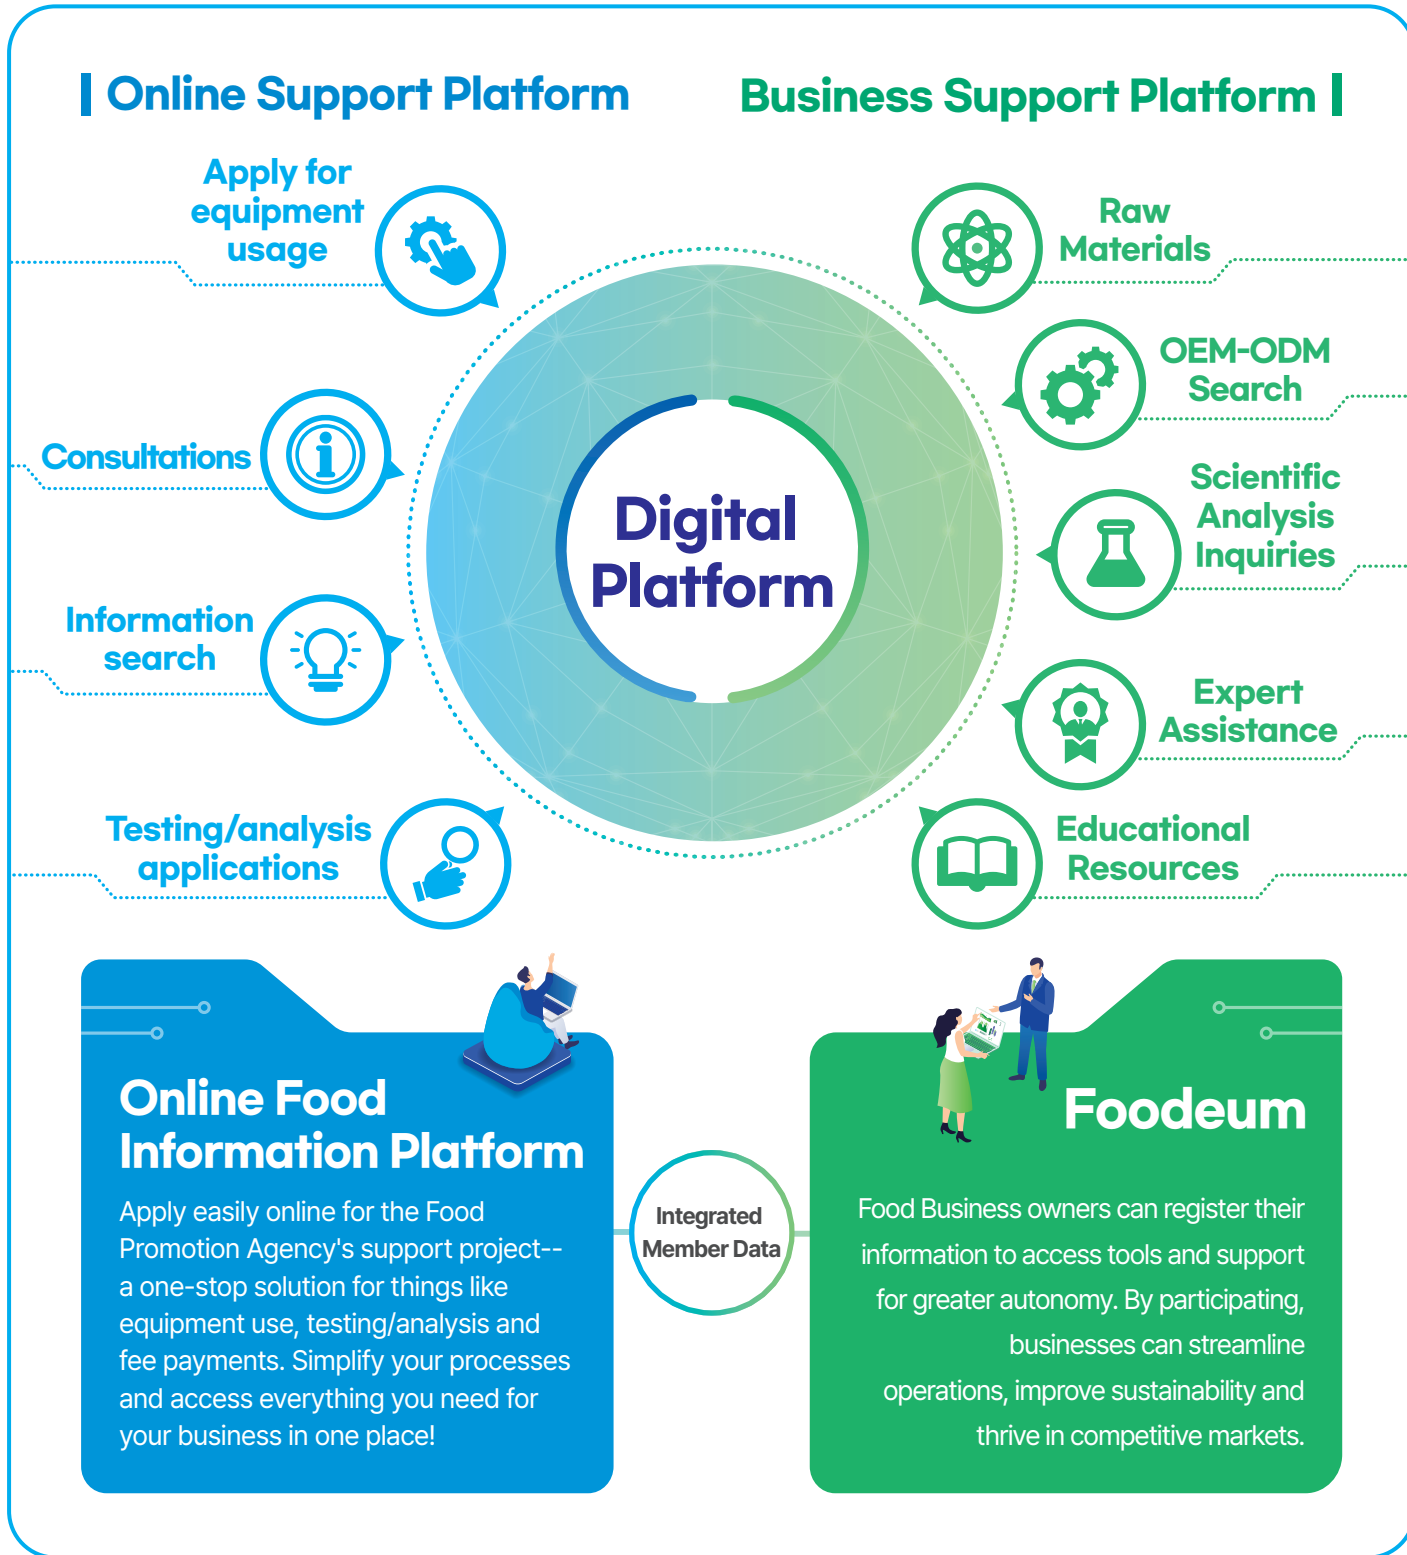 Online Support Platform
Business Support Platform
Apply for
equipment
usage
Consultations
Information
search
Testing/analysis
applications
Digital
Platform
Raw
Materials
OEM-ODM
Search
Scientific
Analysis
Inquiries
Expert
Assistance
Educational
Resources
Online Food
Information Platform
Apply easily online for the Food
Promotion Agency's support project--
a one-stop solution for things like
equipment use, testing/analysis and
fee payments. Simplify your processes
and access everything you need for
your business in one place!
Integrated
Member Data
Foodeum
Food Business owners can register their
information to access tools and support
for greater autonomy. By participating,
businesses can streamline
operations, improve sustainability and
thrive in competitive markets.